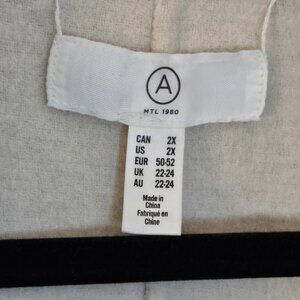 A
MTL 1980
CAN 2X
US 2X
EUR 50-52
UK 22-24
AU 22-24
Made in
China
Fabriqué en
Chine